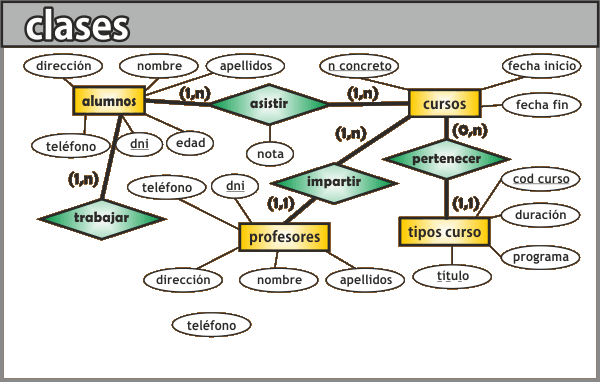 clases
dirección
nombre
apellidos
n concreto
fecha inicio
alumnos
(1,n)
asistir
(1,n)
cursos
fecha fin
teléfono
dni
edad
nota
(1,n)
(0,n)
pertenecer
(1,n)
teléfono
dni
impartir
cod curso
trabajar
(1,1)
(1,1)
duración
profesores
tipos curso
programa
dirección
nombre
apellidos
título
teléfono